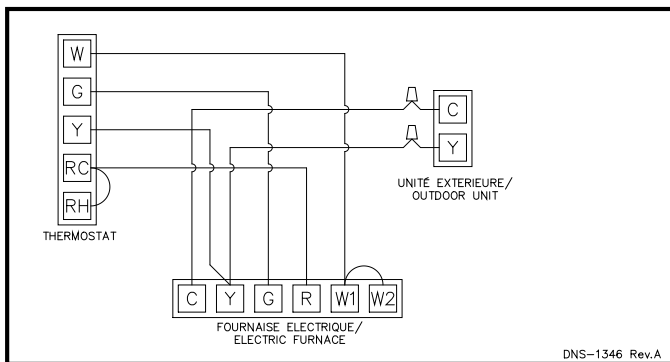 W
G
Y
RC
RH
THERMOSTAT
C
Y
UNITÉ EXTERIEURE/
OUTDOOR UNIT
C Y G R W1 W2
FOURNAISE ELECTRIQUE/
ELECTRIC FURNACE
DNS-1346 Rev.A